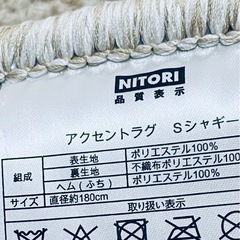 NITORI
品質表示
アクセントラグ Sシャギー
組成 表生地 ポリエステル100%
裏生地 不織布ポリエステル100
ヘム(ふち) ポリエステル100%
サイズ 直径約180cm
取り扱い表示